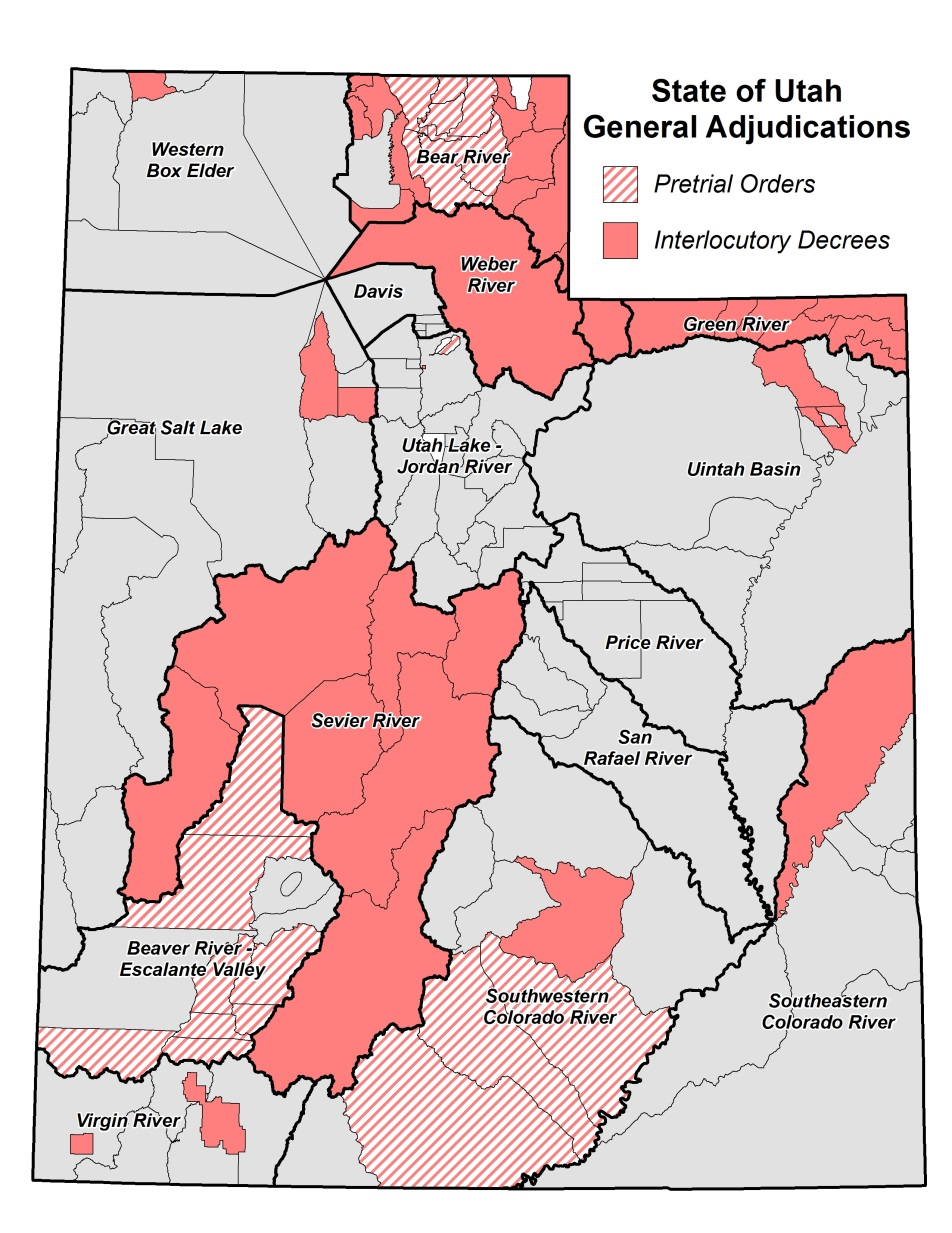 State of Utah
General Adjudications
Pretrial Orders
Interlocutory Decrees
Western
Box Elder
Bear River
Weber
River
Davis
Green River
Great Salt Lake
Utah Lake -
Jordan River
Uintah Basin
Price River
Sevier River
San
Rafael River
Beaver River -
Escalante Valley
Southwestern
Colorado River
Southeastern
Colorado River
Virgin River